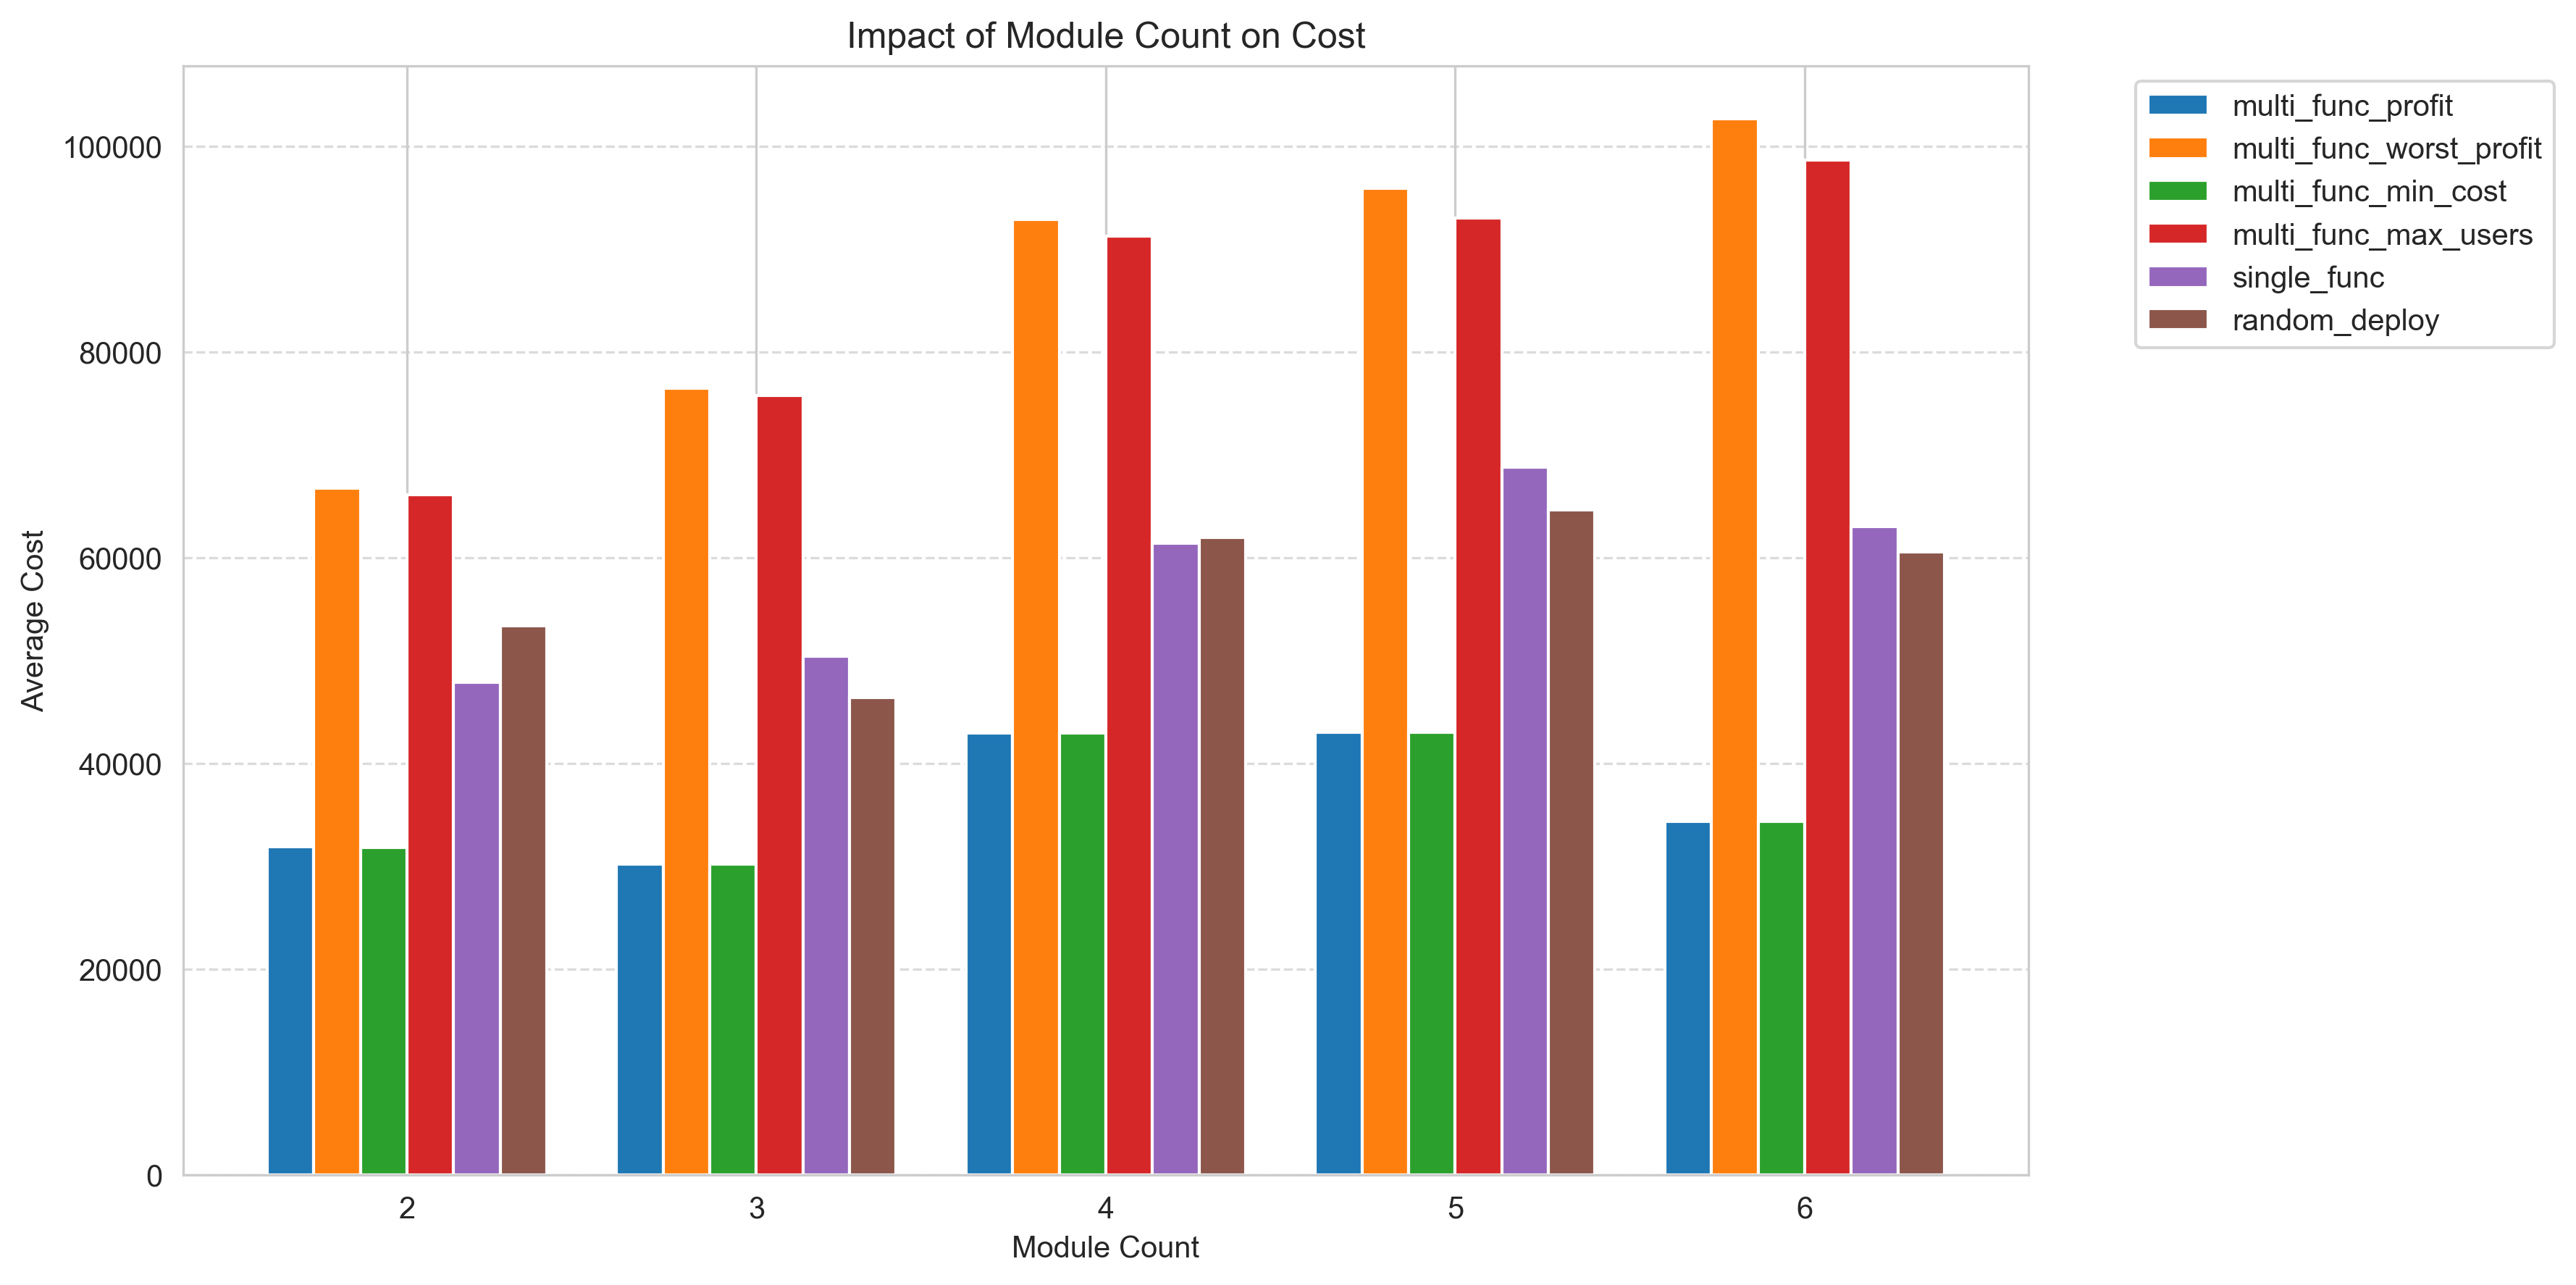 Impact of Module Count on Cost
100000
80000
60000
40000
20000
0
Average Cost
2
3
4
5
6
Module Count
multi_func_profit
multi_func_worst_profit
multi_func_min_cost
multi_func_max_users
single_func
random_deploy